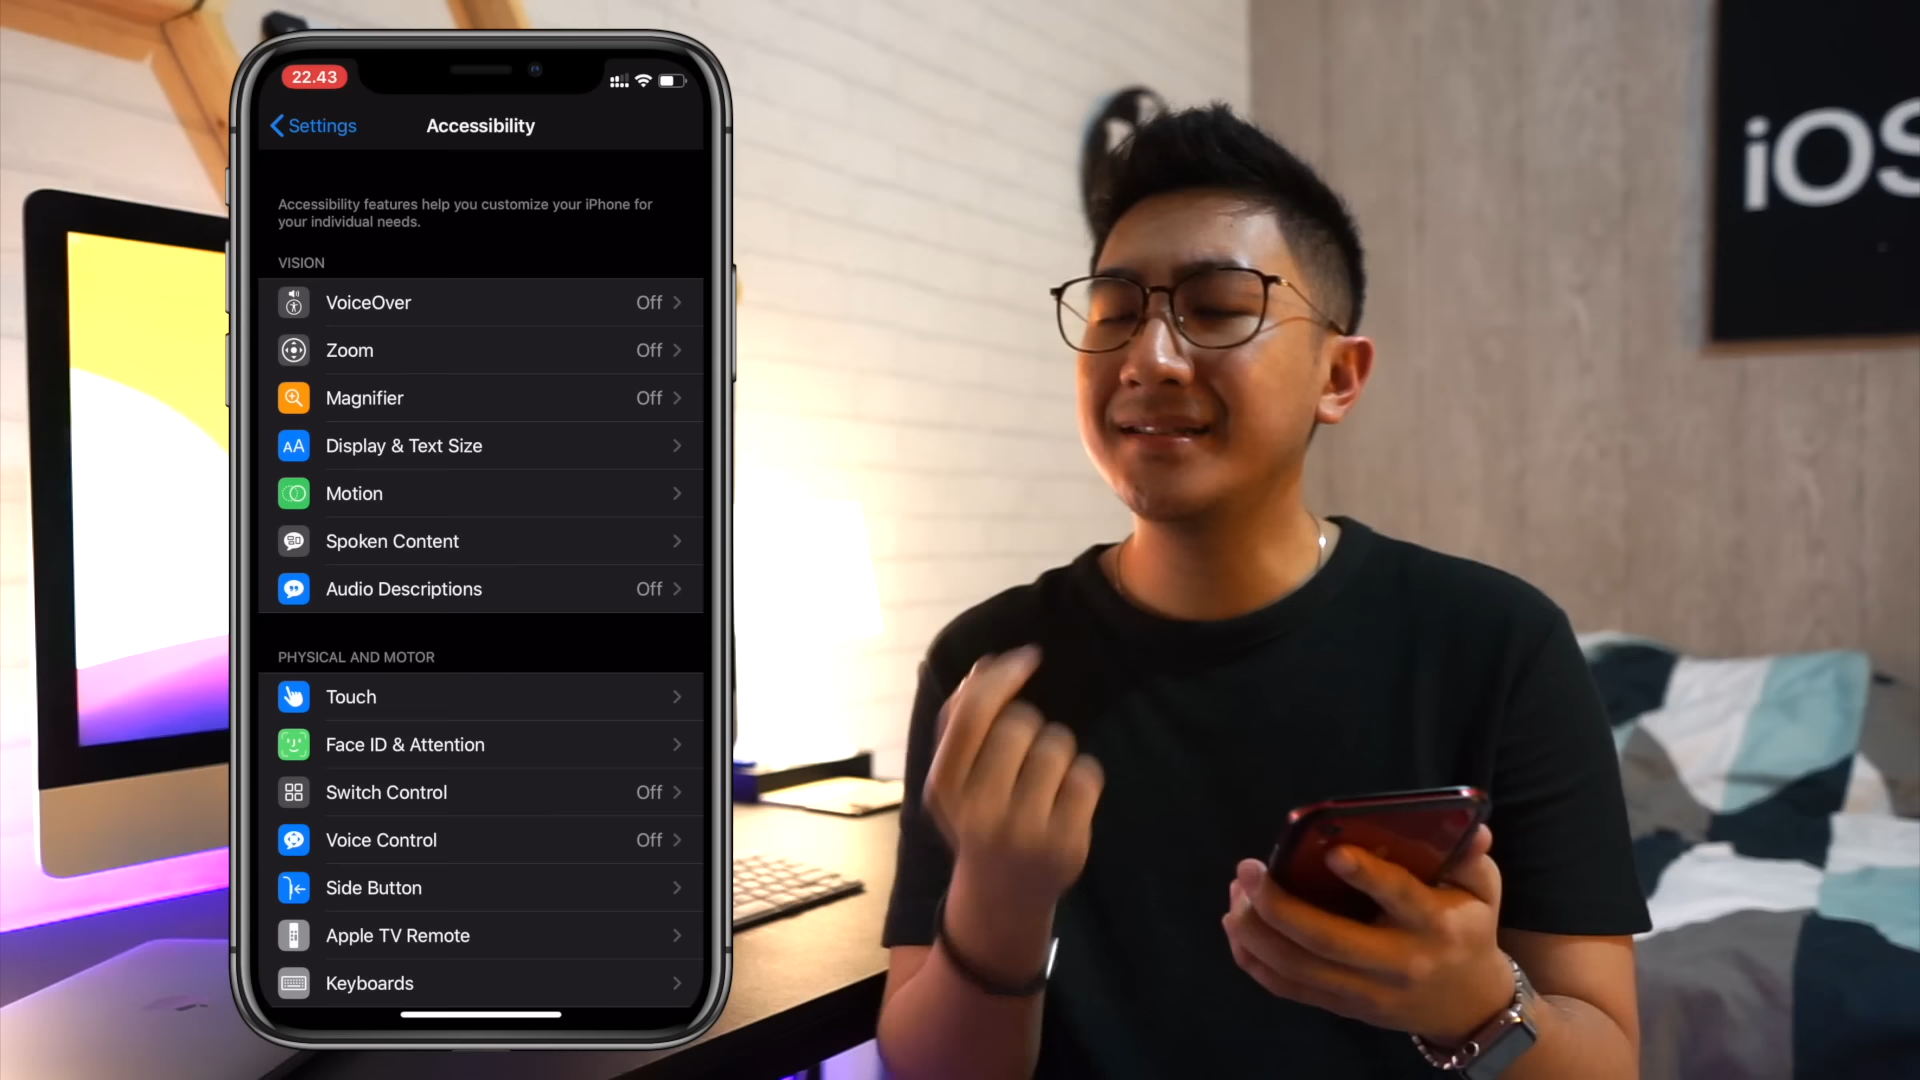 22.43
Settings
Accessibility
Accessibility features help you customize your iPhone for
your individual needs.
VISION
VoiceOver Off
Zoom Off
Magnifier Off
AA Display & Text Size
Motion
Spoken Content
Audio Descriptions Off
PHYSICAL AND MOTOR
Touch
Face ID & Attention
Switch Control Off
Voice Control Off
Side Button
Apple TV Remote
Keyboards
iOS